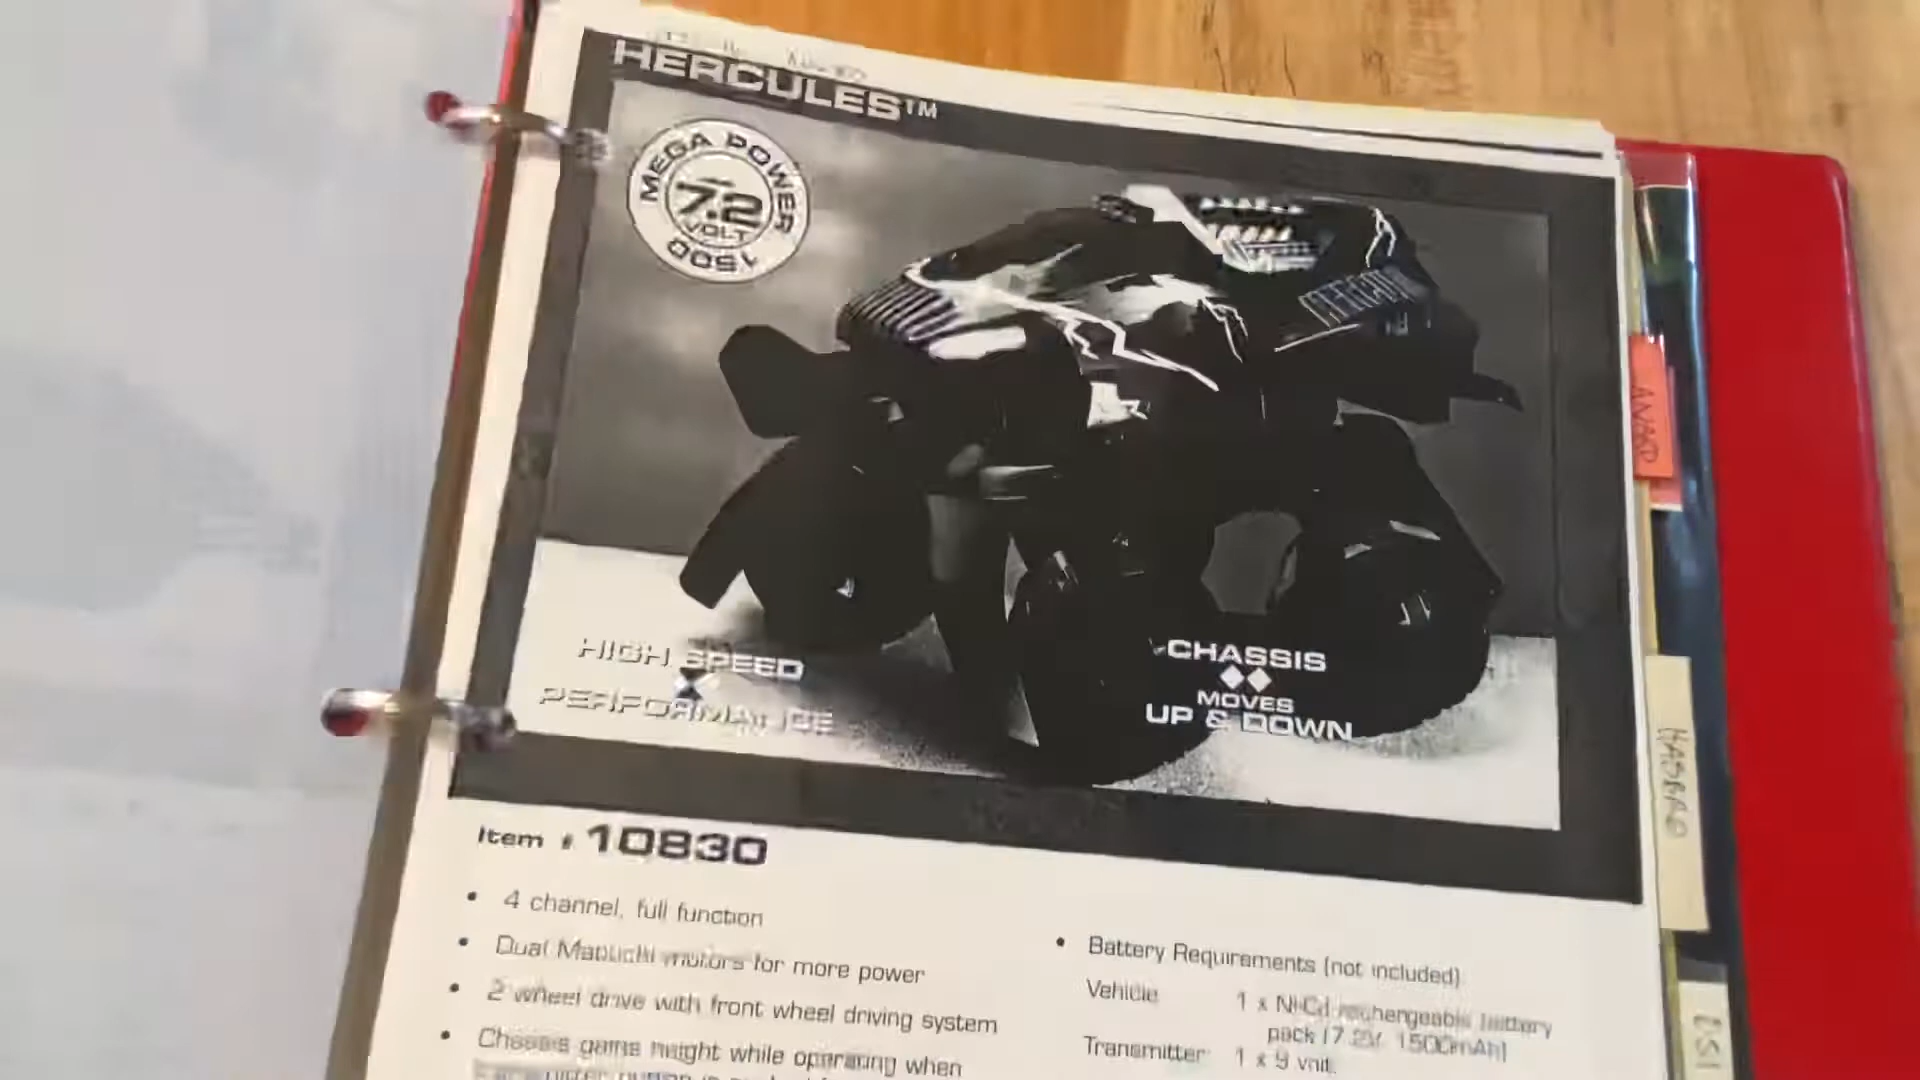 HERCULES™
MEGA POWER
7.2
VOLT
1500
HIGH SPEED
PERFORMANCE
CHASSIS
MOVES
UP & DOWN
Item # 10830
• 4 channel, full function
• Dual Mabuchi motors for more power
• 2 wheel drive with front wheel driving system
• Chassis gains height while operating when
• Battery Requirements (not included)
Vehicle 1 x Ni-Cd rechargeable battery
pack (7.2V 1500mAh)
Transmitter 1 x 9 volt
HASBRO